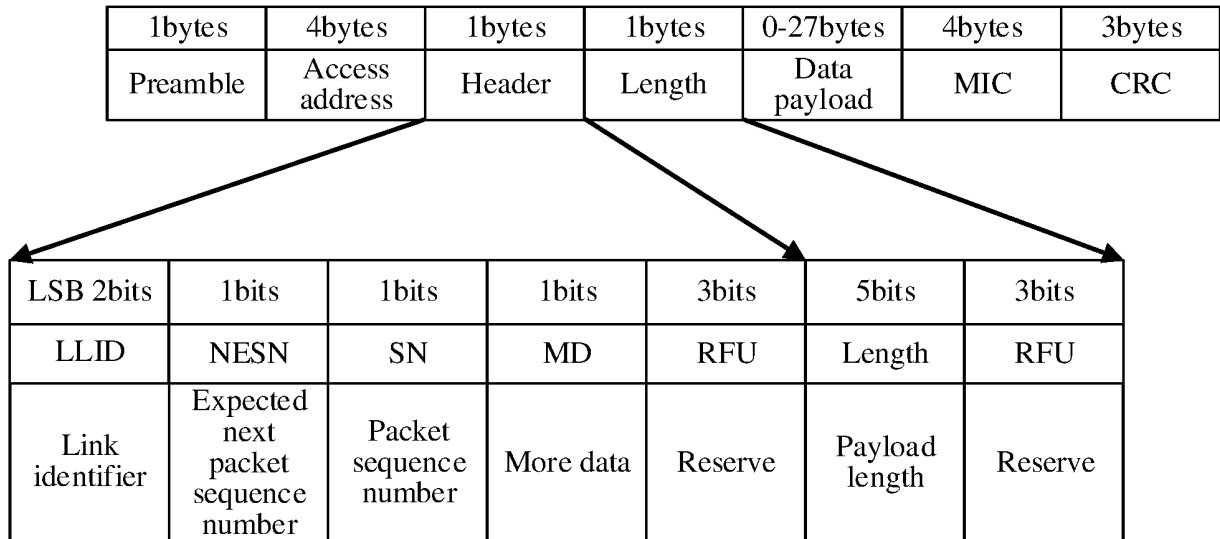 1bytes 4bytes 1bytes 1bytes 0-27bytes 4bytes 3bytes
Preamble Access address Header Length Data payload MIC CRC
LSB 2bits 1bits 1bits 1bits 3bits 5bits 3bits
LLID NESN SN MD RFU Length RFU
Link identifier Expected next packet sequence number Packet sequence number More data Reserve Payload length Reserve